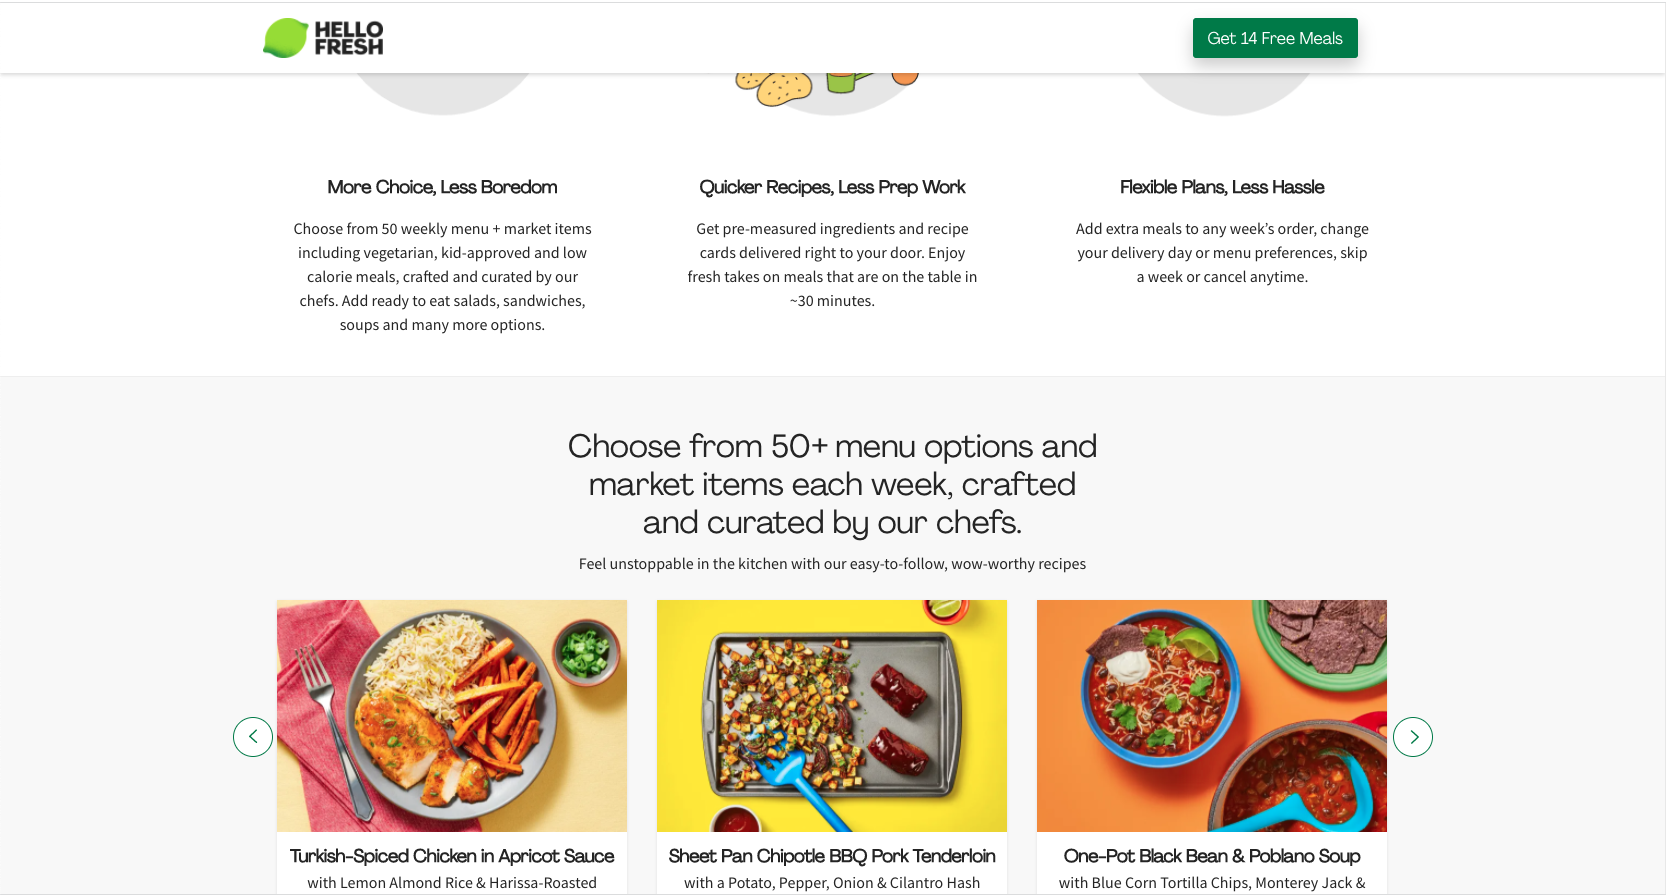 HELLO
FRESH
Get 14 Free Meals
More Choice, Less Boredom
Choose from 50 weekly menu + market items
including vegetarian, kid-approved and low
calorie meals, crafted and curated by our
chefs. Add ready to eat salads, sandwiches,
soups and many more options.
Quicker Recipes, Less Prep Work
Get pre-measured ingredients and recipe
cards delivered right to your door. Enjoy
fresh takes on meals that are on the table in
~30 minutes.
Flexible Plans, Less Hassle
Add extra meals to any week’s order, change
your delivery day or menu preferences, skip
a week or cancel anytime.
Choose from 50+ menu options and
market items each week, crafted
and curated by our chefs.
Feel unstoppable in the kitchen with our easy-to-follow, wow-worthy recipes
Turkish-Spiced Chicken in Apricot Sauce
with Lemon Almond Rice & Harissa-Roasted
Sheet Pan Chipotle BBQ Pork Tenderloin
with a Potato, Pepper, Onion & Cilantro Hash
One-Pot Black Bean & Poblano Soup
with Blue Corn Tortilla Chips, Monterey Jack &